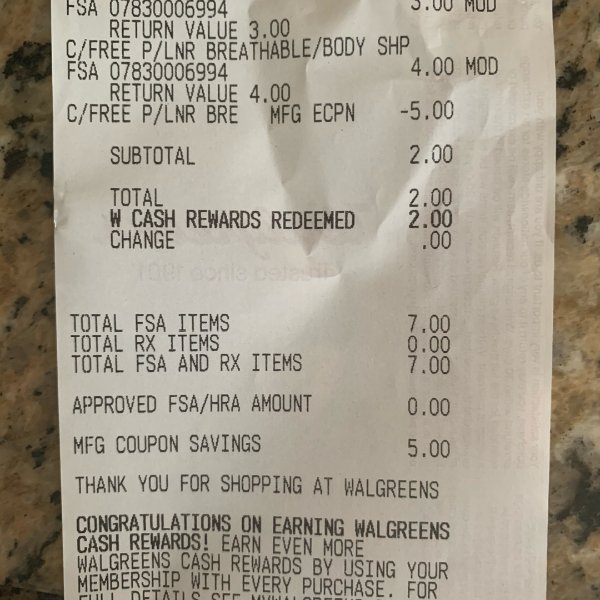 FSA 07830006994 3.00 MOD
RETURN VALUE 3.00
C/FREE P/LNR BREATHABLE/BODY SHP
FSA 07830006994 4.00 MOD
RETURN VALUE 4.00
C/FREE P/LNR BRE MFG ECPN -5.00
SUBTOTAL 2.00
TOTAL 2.00
W CASH REWARDS REDEEMED 2.00
CHANGE .00
TOTAL FSA ITEMS 7.00
TOTAL RX ITEMS 0.00
TOTAL FSA AND RX ITEMS 7.00
APPROVED FSA/HRA AMOUNT 0.00
MFG COUPON SAVINGS 5.00
THANK YOU FOR SHOPPING AT WALGREENS
CONGRATULATIONS ON EARNING WALGREENS
CASH REWARDS! EARN EVEN MORE
WALGREENS CASH REWARDS BY USING YOUR
MEMBERSHIP WITH EVERY PURCHASE. FOR
FULL DETAILS SEE